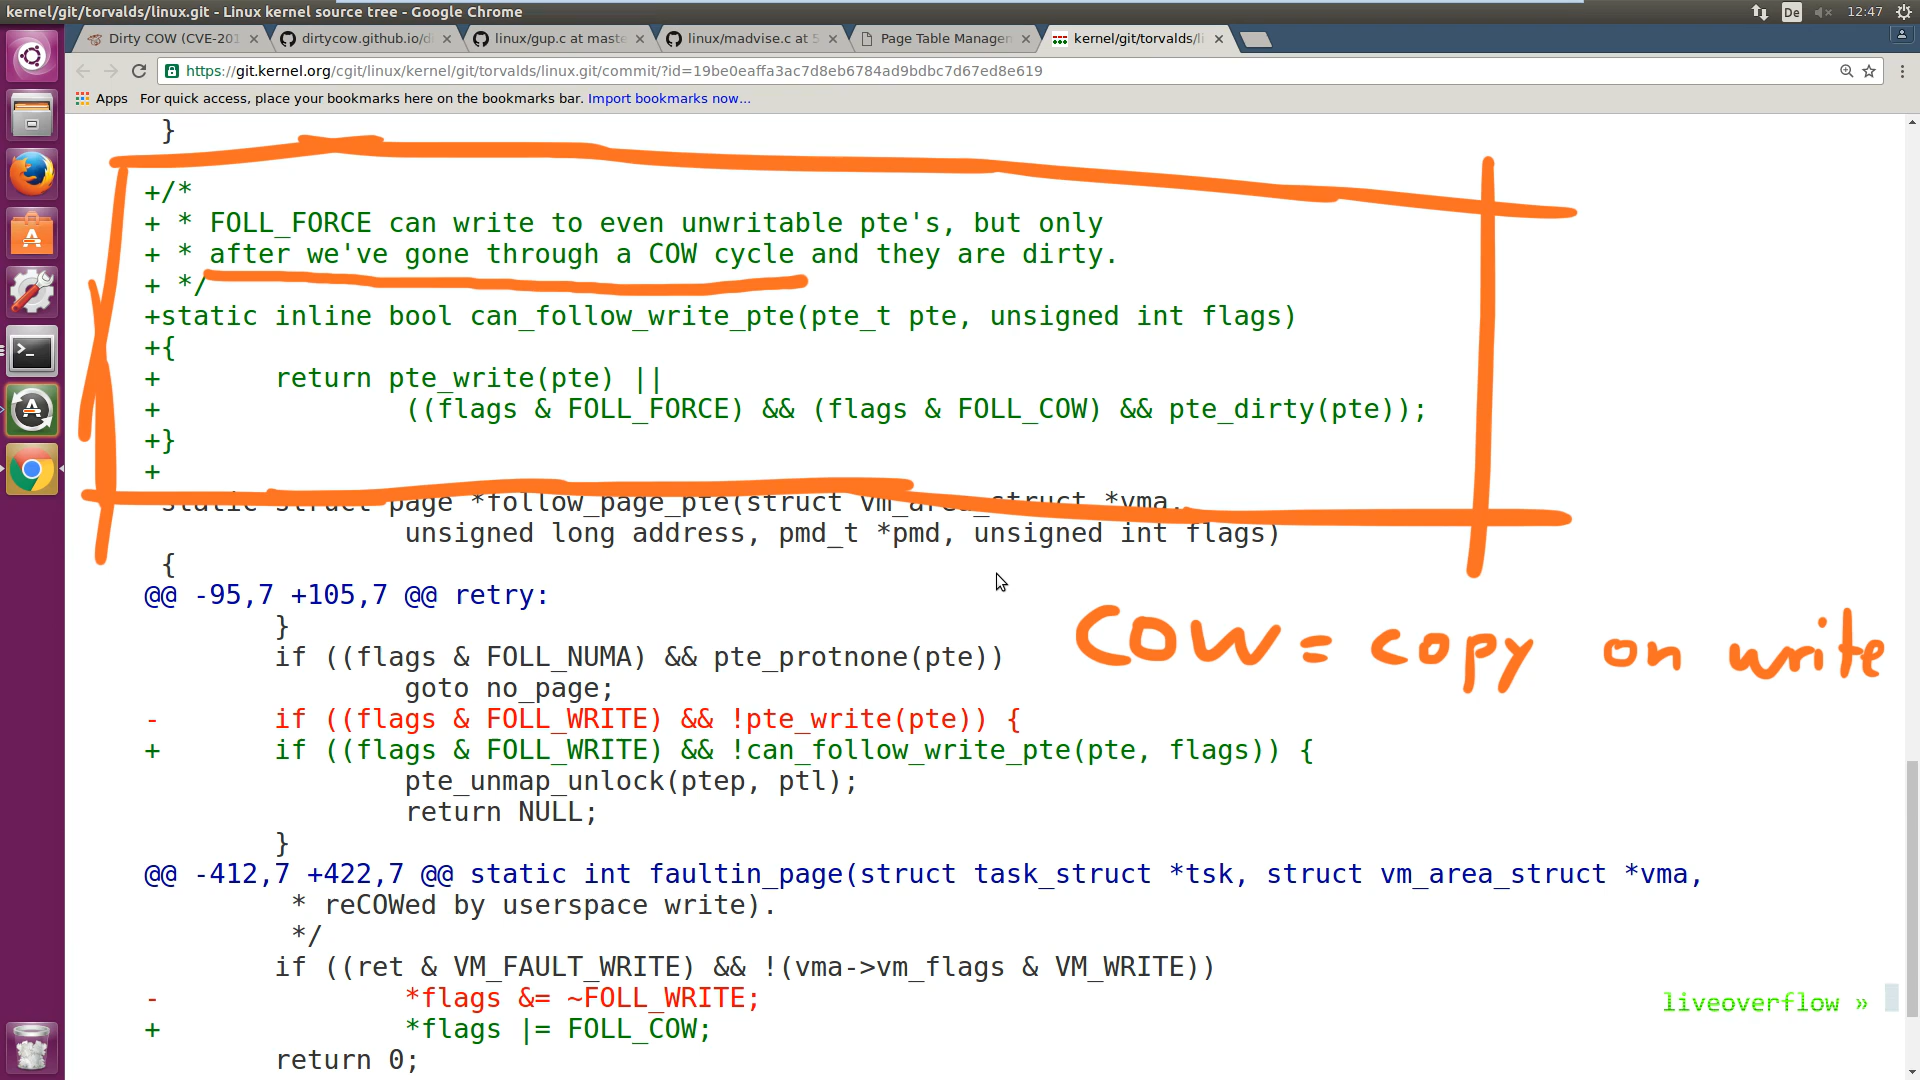 kernel/git/torvalds/linux.git - Linux kernel source tree - Google Chrome
De 12:47
Dirty COW (CVE-201 dirtycow.github.io/d linux/gup.c at maste linux/madvise.c at 5 Page Table Managem kernel/git/torvalds/l
https://git.kernel.org/cgit/linux/kernel/git/torvalds/linux.git/commit/?id=19be0eaffa3ac7d8eb6784ad9bdbc7d67ed8e619
Apps For quick access, place your bookmarks here on the bookmarks bar. Import bookmarks now...
}
+/*
+ * FOLL_FORCE can write to even unwritable pte's, but only
+ * after we've gone through a COW cycle and they are dirty.
+ */
+static inline bool can_follow_write_pte(pte_t pte, unsigned int flags)
+{
+ return pte_write(pte) ||
+ ((flags & FOLL_FORCE) && (flags & FOLL_COW) && pte_dirty(pte));
+}
+
static struct page *follow_page_pte(struct vm_area_struct *vma,
unsigned long address, pmd_t *pmd, unsigned int flags)
{
@@ -95,7 +105,7 @@ retry:
}
if ((flags & FOLL_NUMA) && pte_protnone(pte))
goto no_page;
COW = copy on write
- if ((flags & FOLL_WRITE) && !pte_write(pte)) {
+ if ((flags & FOLL_WRITE) && !can_follow_write_pte(pte, flags)) {
pte_unmap_unlock(ptep, ptl);
return NULL;
}
@@ -412,7 +422,7 @@ static int faultin_page(struct task_struct *tsk, struct vm_area_struct *vma,
* reCOWed by userspace write).
*/
if ((ret & VM_FAULT_WRITE) && !(vma->vm_flags & VM_WRITE))
- *flags &= ~FOLL_WRITE;
+ *flags |= FOLL_COW;
return 0;
liveoverflow »